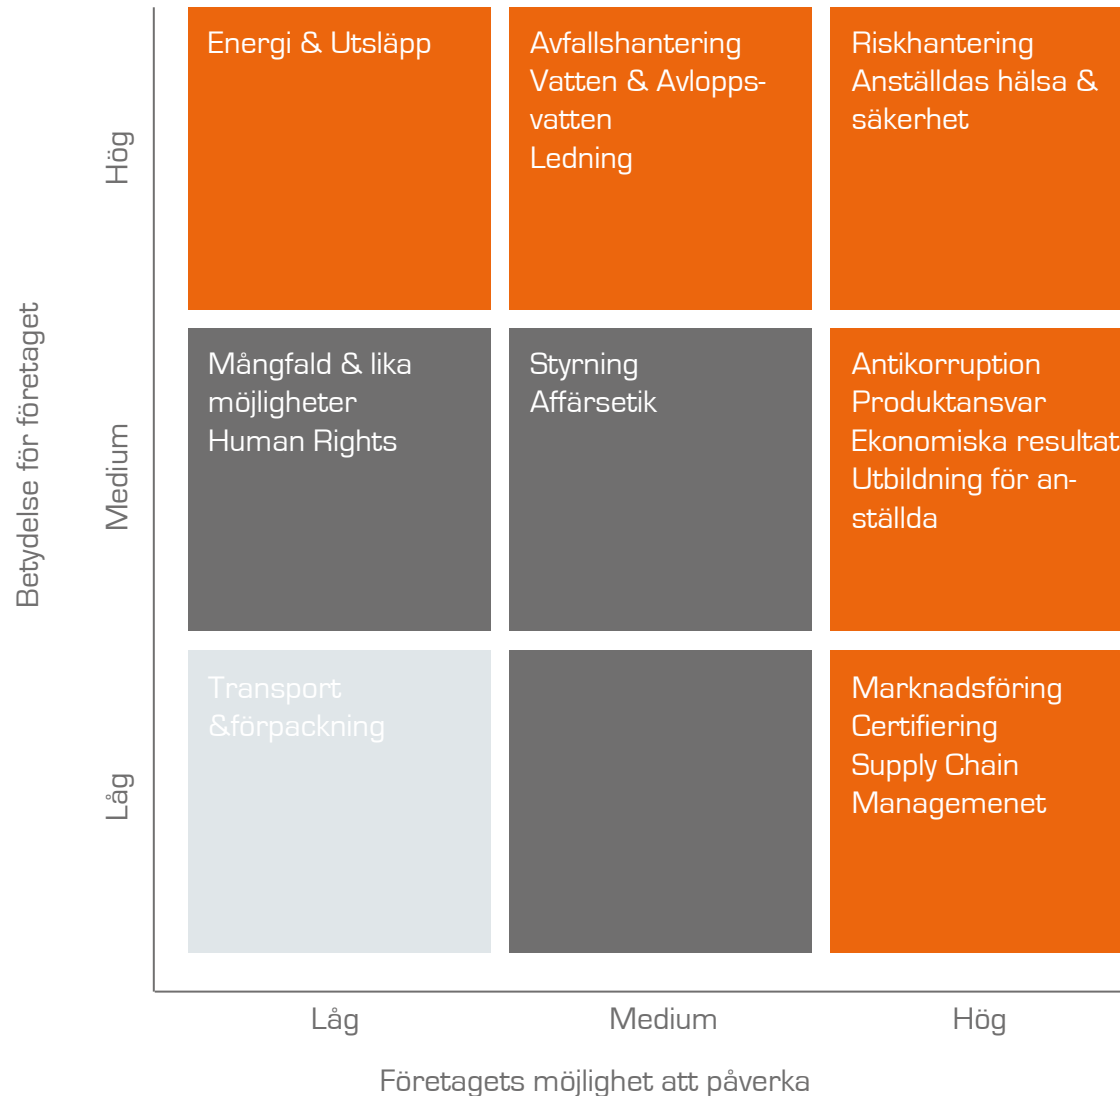 Betydelse för företaget
Hög
Energi & Utsläpp
Avfallshantering
Vatten & Avlopps-
vatten
Ledning
Riskhantering
Anställdas hälsa &
säkerhet
Medium
Mångfald & lika
möjligheter
Human Rights
Styrning
Affärsetik
Antikorruption
Produktansvar
Ekonomiska resultat
Utbildning för an-
ställda
Låg
Transport
&förpackning
Marknadsföring
Certifiering
Supply Chain
Managemenet
Låg
Medium
Hög
Företagets möjlighet att påverka